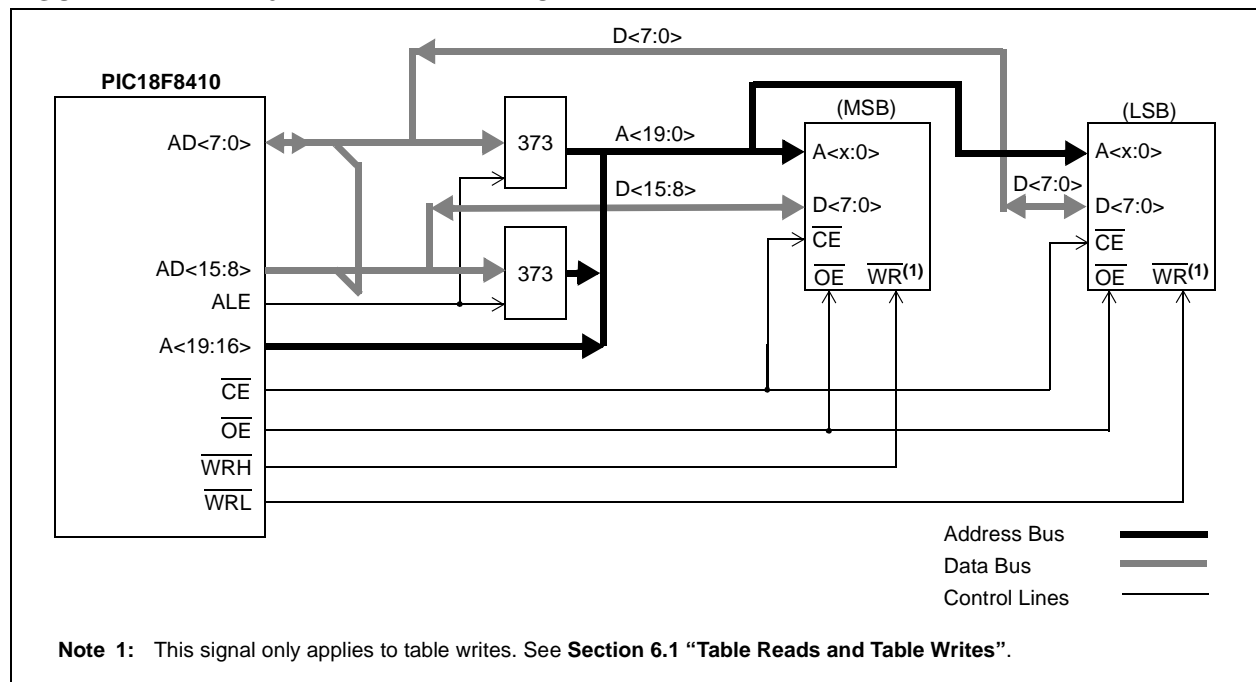 D<7:0>
PIC18F8410
(MSB)
(LSB)
AD<7:0>
373
A<19:0>
A<x:0>
A<x:0>
D<15:8>
D<7:0>
D<7:0>
D<7:0>
CE
CE
AD<15:8>
373
OE
WR(1)
OE
WR(1)
ALE
A<19:16>
CE
OE
WRH
WRL
Address Bus
Data Bus
Control Lines
Note 1: This signal only applies to table writes. See Section 6.1 “Table Reads and Table Writes”.